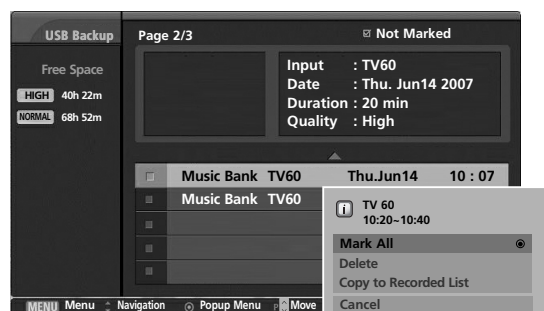 USB Backup
Page 2/3
Not Marked
Free Space
HIGH 40h 22m
NORMAL 68h 52m
Input : TV60
Date : Thu. Jun14 2007
Duration : 20 min
Quality : High
Music Bank TV60 Thu.Jun14 10 : 07
Music Bank TV60
i TV 60
10:20~10:40
Mark All
Delete
Copy to Recorded List
Cancel
MENU Menu Navigation Popup Menu P Move